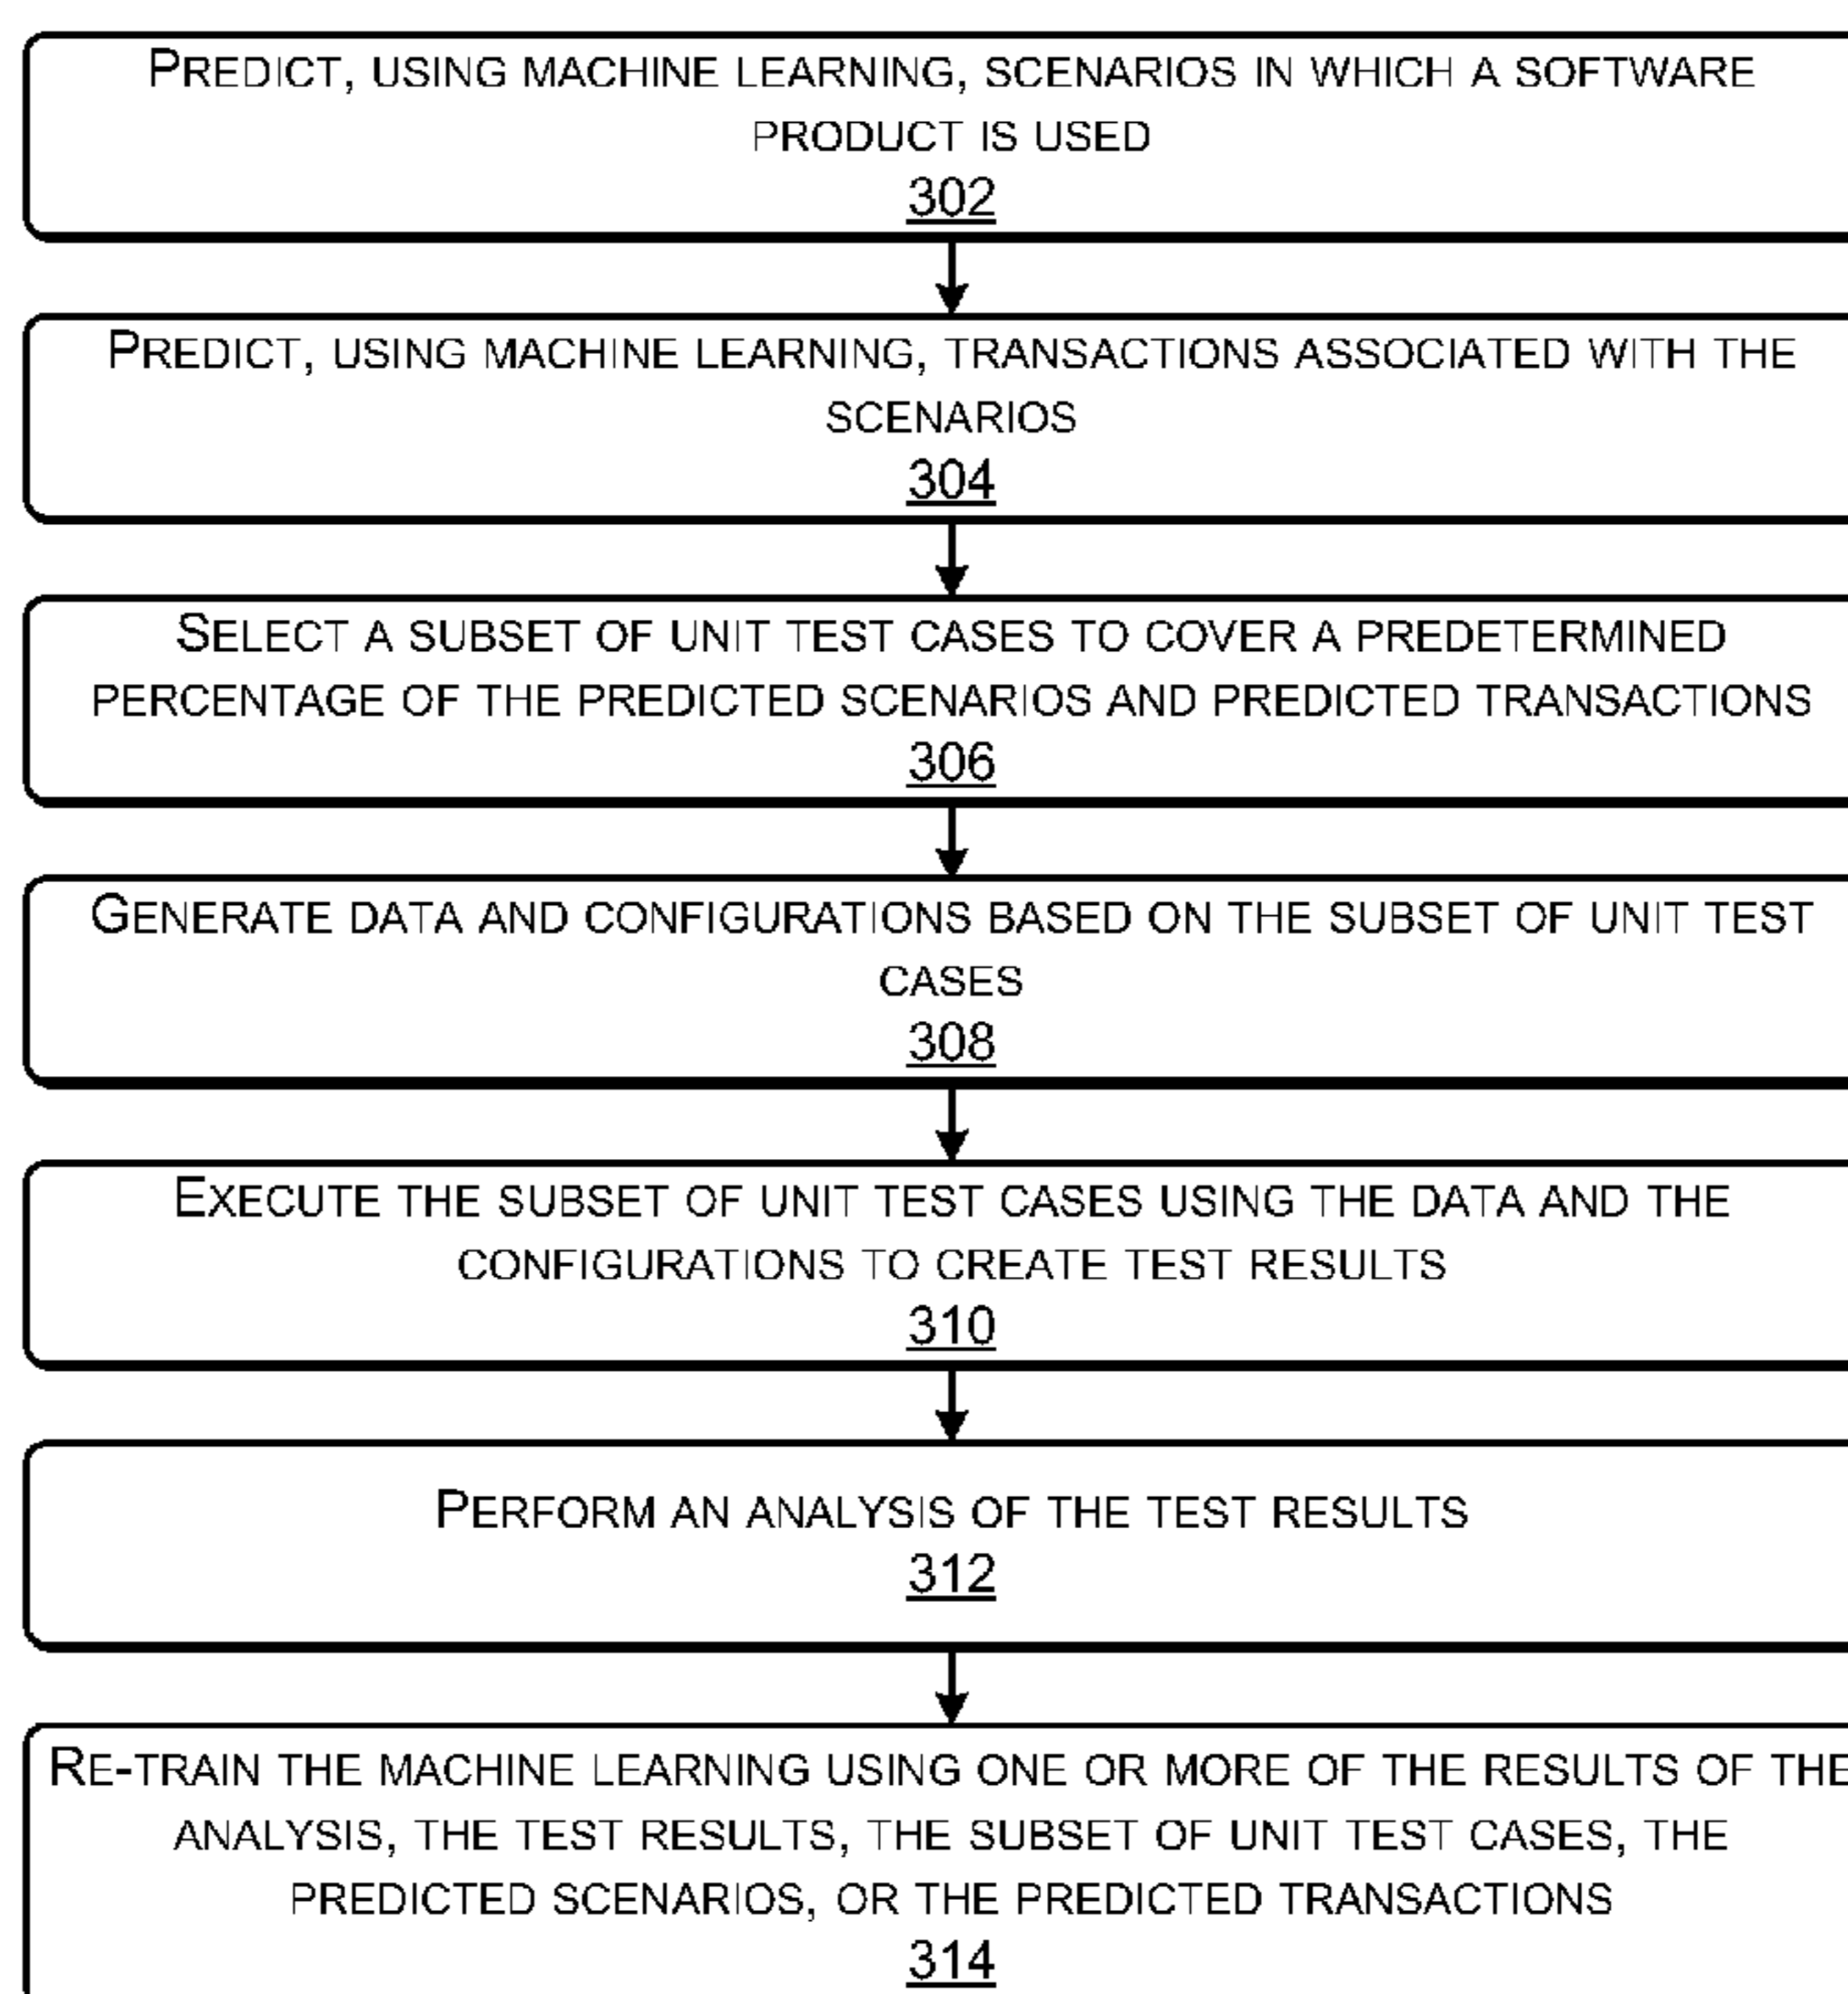 PREDICT, USING MACHINE LEARNING, SCENARIOS IN WHICH A SOFTWARE
PRODUCT IS USED
302
PREDICT, USING MACHINE LEARNING, TRANSACTIONS ASSOCIATED WITH THE
SCENARIOS
304
SELECT A SUBSET OF UNIT TEST CASES TO COVER A PREDETERMINED
PERCENTAGE OF THE PREDICTED SCENARIOS AND PREDICTED TRANSACTIONS
306
GENERATE DATA AND CONFIGURATIONS BASED ON THE SUBSET OF UNIT TEST
CASES
308
EXECUTE THE SUBSET OF UNIT TEST CASES USING THE DATA AND THE
CONFIGURATIONS TO CREATE TEST RESULTS
310
PERFORM AN ANALYSIS OF THE TEST RESULTS
312
RE-TRAIN THE MACHINE LEARNING USING ONE OR MORE OF THE RESULTS OF THE
ANALYSIS, THE TEST RESULTS, THE SUBSET OF UNIT TEST CASES, THE
PREDICTED SCENARIOS, OR THE PREDICTED TRANSACTIONS
314